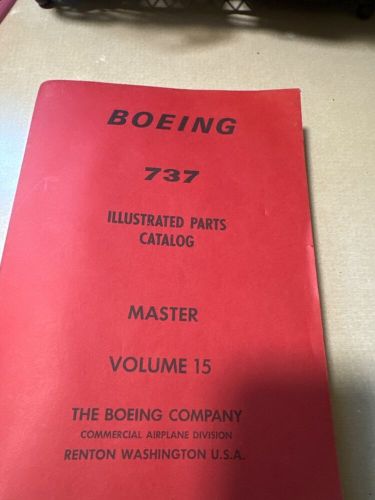 BOEING
737
ILLUSTRATED PARTS
CATALOG
MASTER
VOLUME 15
THE BOEING COMPANY
COMMERCIAL AIRPLANE DIVISION
RENTON WASHINGTON U.S.A.